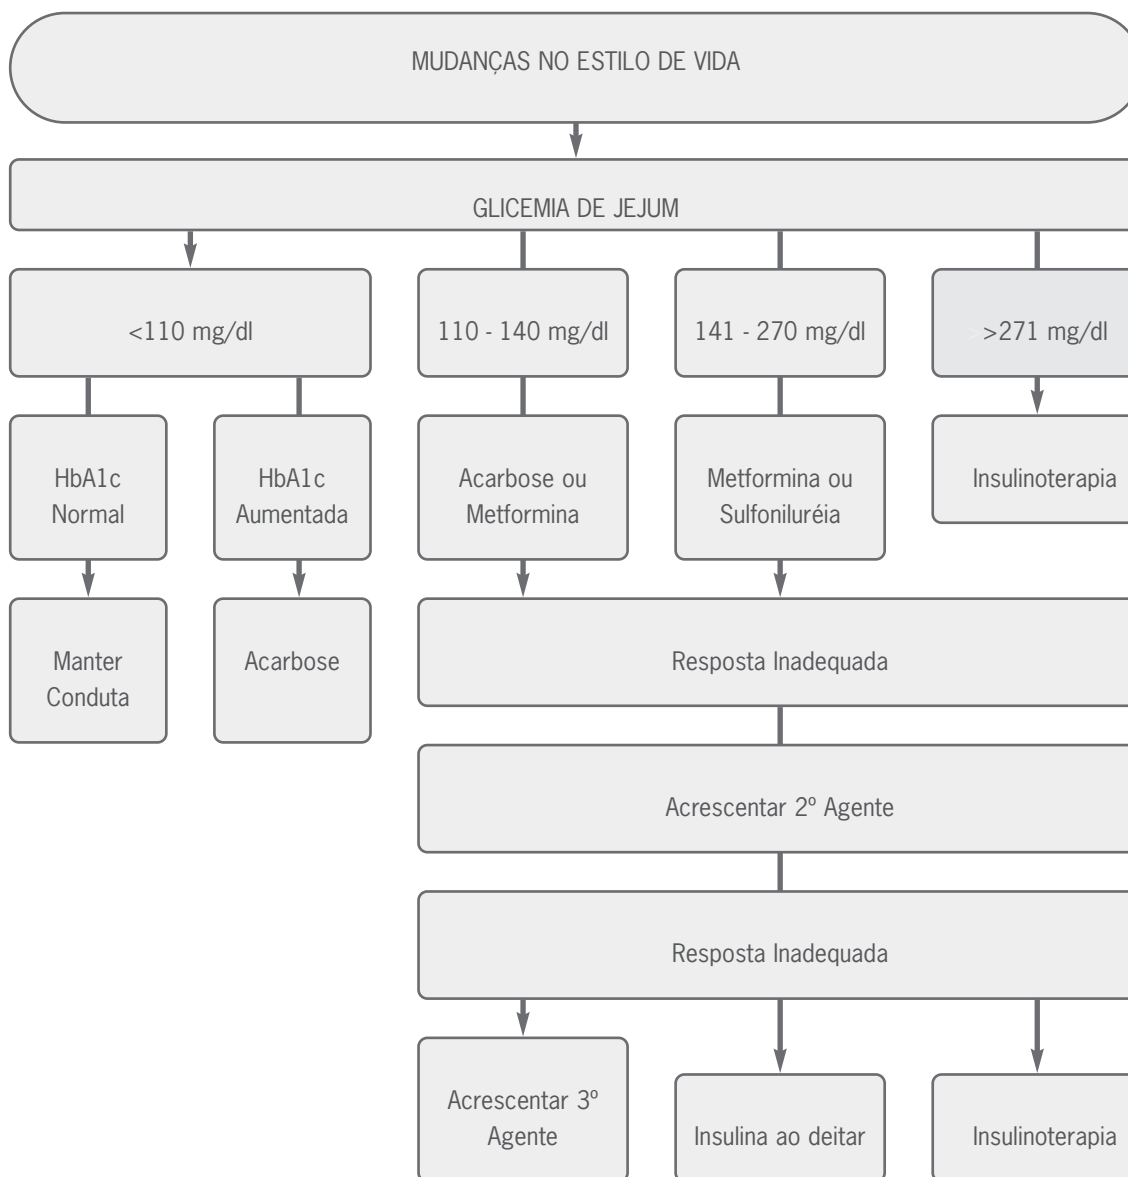 MUDANÇAS NO ESTILO DE VIDA
GLICEMIA DE JEJUM
<110 mg/dl
110 - 140 mg/dl
141 - 270 mg/dl
>271 mg/dl
HbA1c
Normal
HbA1c
Aumentada
Acarbose ou
Metformina
Metformina ou
Sulfoniluréia
Insulinoterapia
Manter
Conduta
Acarbose
Resposta Inadequada
Acrescentar 2º Agente
Resposta Inadequada
Acrescentar 3º
Agente
Insulina ao deitar
Insulinoterapia